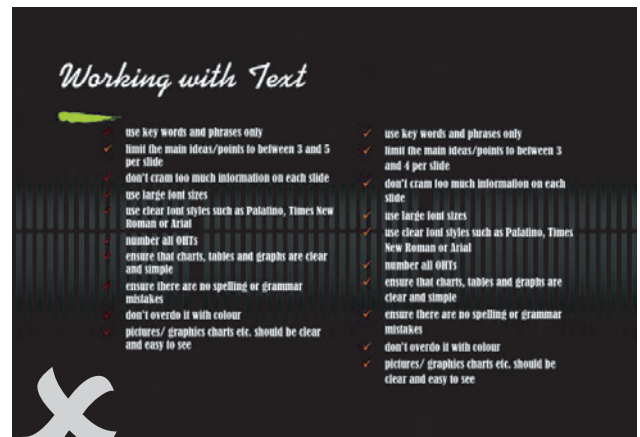 Working with Text
use key words and phrases only
limit the main ideas/points to between 3 and 5
per slide
don't cram too much information on each slide
use large font sizes
use clear font styles such as Palatino, Times New
Roman or Arial
number all OHTs
ensure that charts, tables and graphs are clear
and simple
ensure there are no spelling or grammar
mistakes
don't overdo it with colour
pictures/ graphics charts etc. should be clear
and easy to see
use key words and phrases only
limit the main ideas/points to between 3
and 4 per slide
don't cram too much information on each
slide
use large font sizes
use clear font styles such as Palatino, Times
New Roman or Arial
number all OHTs
ensure that charts, tables and graphs are
clear and simple
ensure there are no spelling or grammar
mistakes
don't overdo it with colour
pictures/ graphics charts etc. should be
clear and easy to see